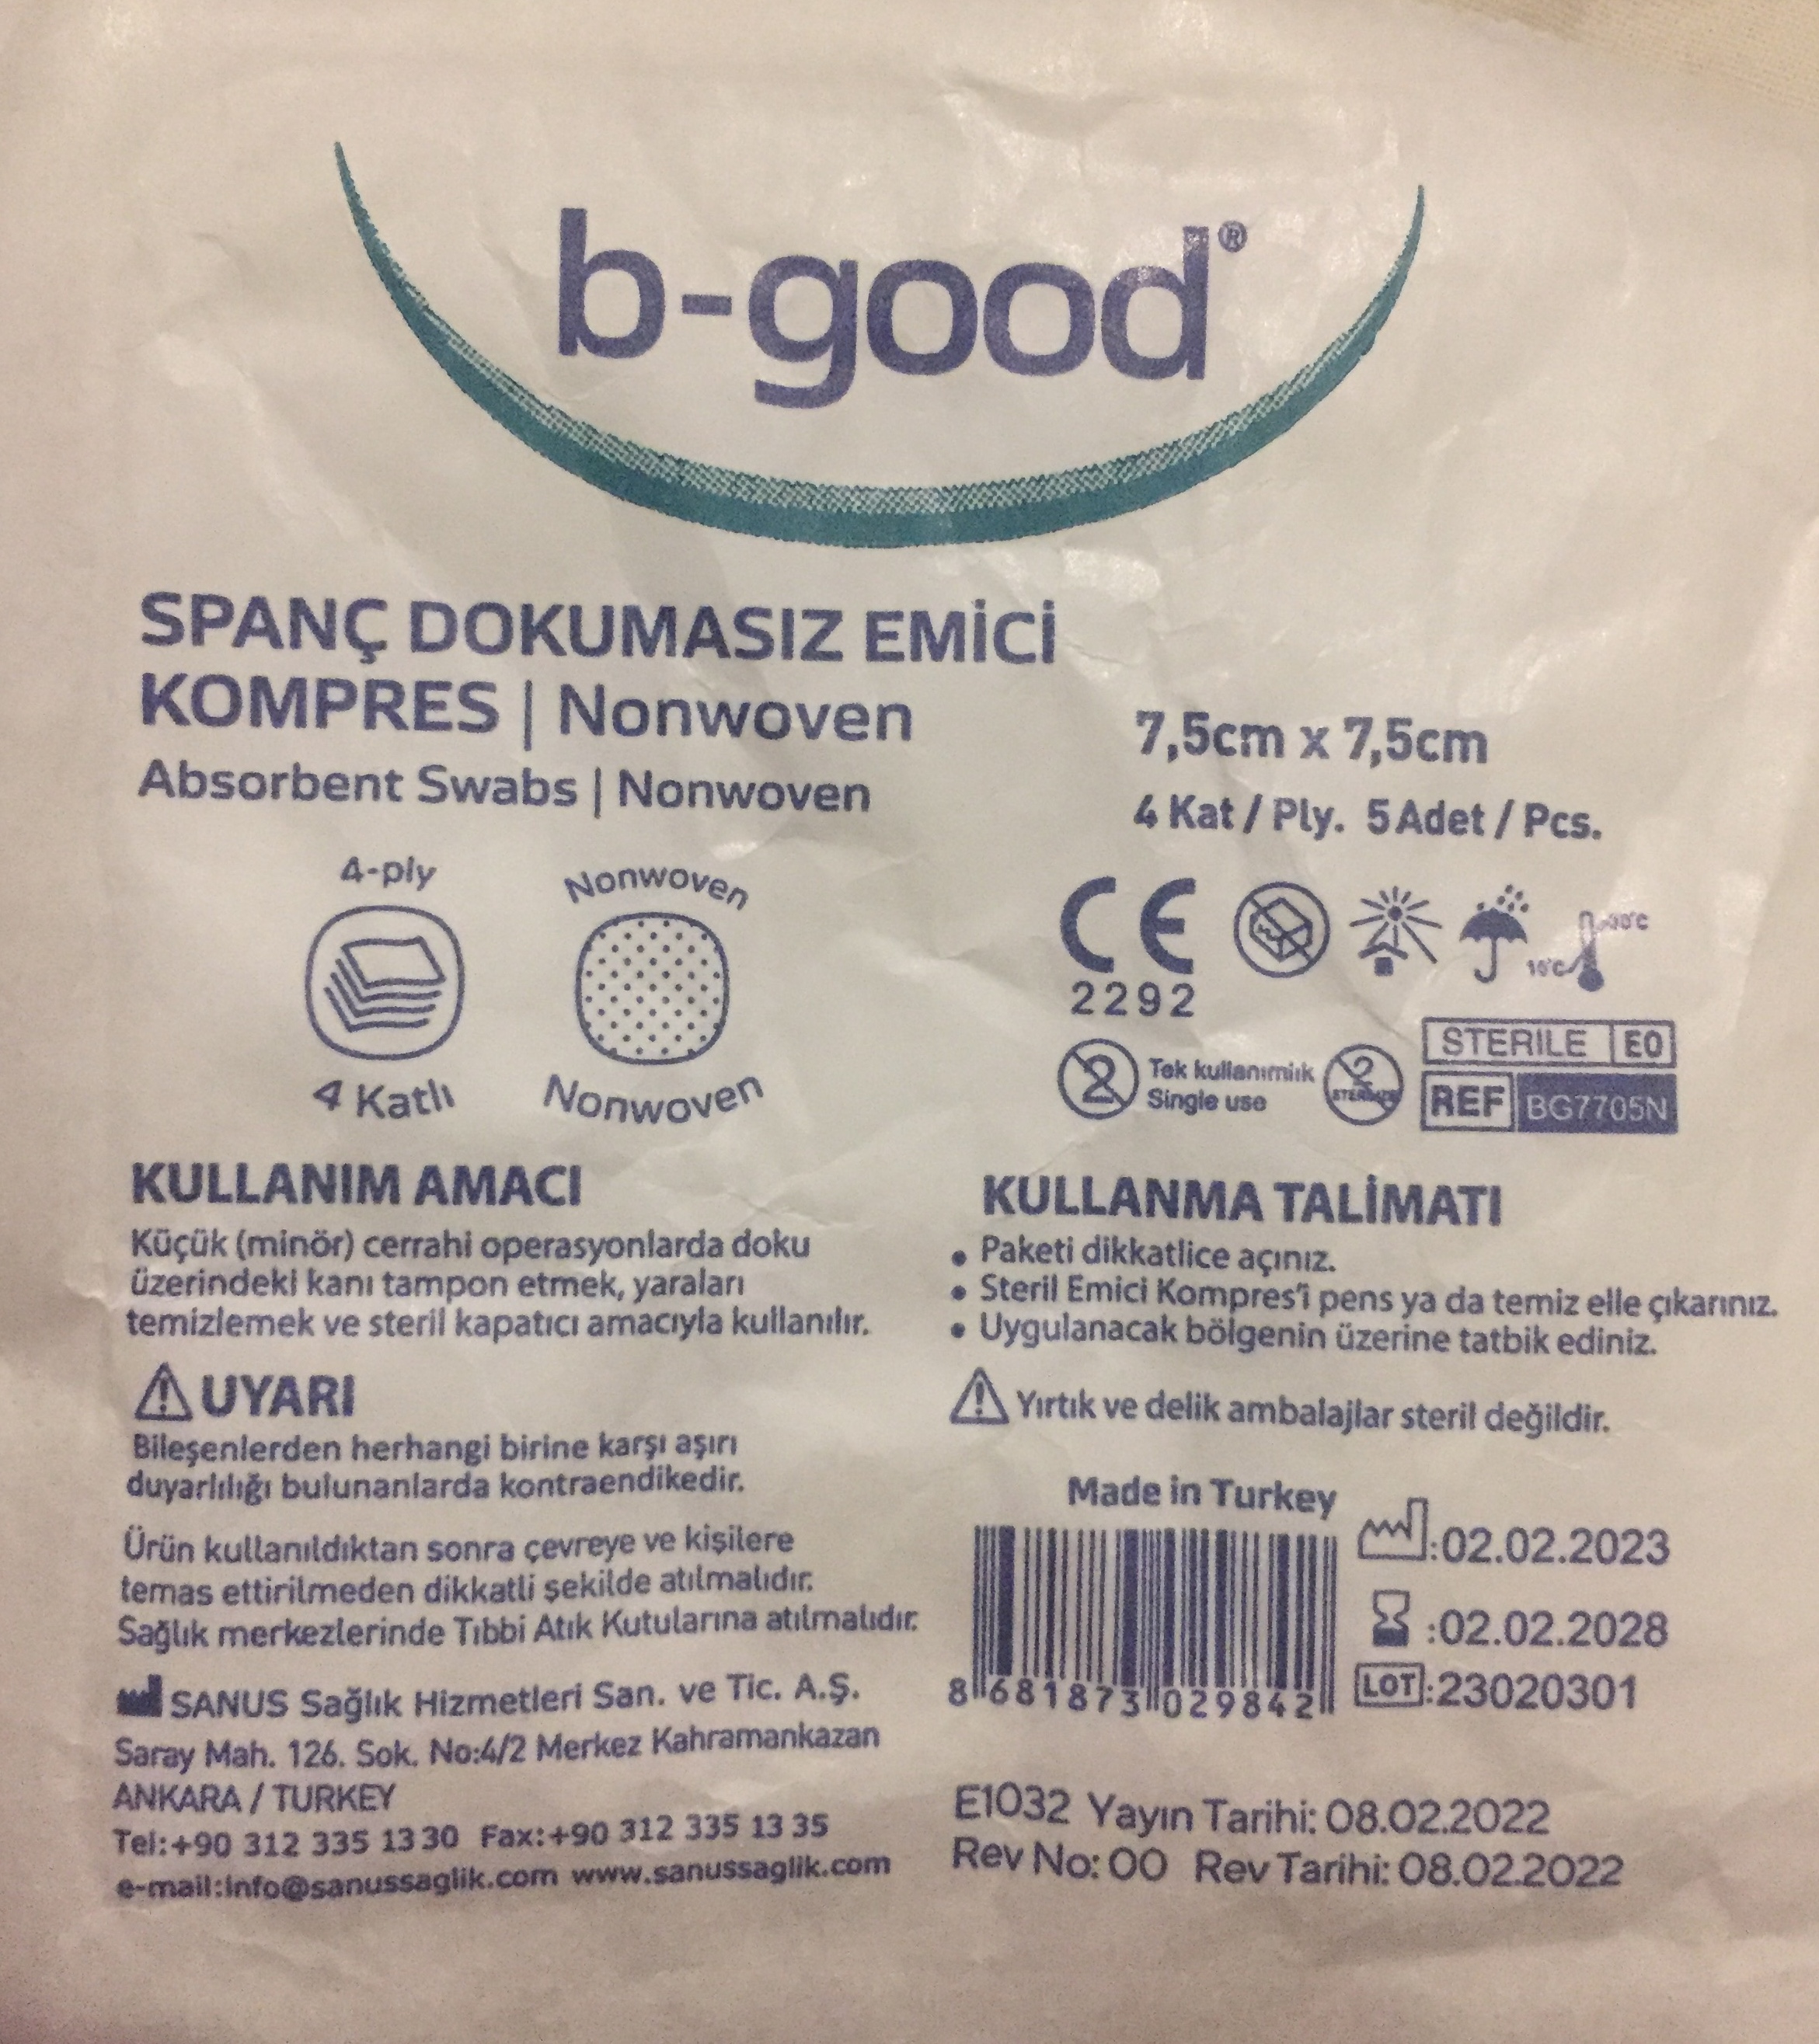 b-good®
SPANÇ DOKUMASIZ EMİCİ
KOMPRES | Nonwoven
Absorbent Swabs | Nonwoven
7,5cm x 7,5cm
4 Kat / Ply. 5 Adet / Pcs.
4-ply
4 Katlı
Nonwoven
Nonwoven
CE
2292
30°C
10°C
2
Tek kullanımlık
Single use
2
STERILIZE
STERILE EO
REF BG7705N
KULLANIM AMACI
Küçük (minör) cerrahi operasyonlarda doku
üzerindeki kanı tampon etmek, yaraları
temizlemek ve steril kapatıcı amacıyla kullanılır.
UYARI
Bileşenlerden herhangi birine karşı aşırı
duyarlılığı bulunanlarda kontraendikedir.
Ürün kullanıldıktan sonra çevreye ve kişilere
temas ettirilmeden dikkatli şekilde atılmalıdır.
Sağlık merkezlerinde Tıbbi Atık Kutularına atılmalıdır.
SANUS Sağlık Hizmetleri San. ve Tic. A.Ş.
Saray Mah. 126. Sok. No:4/2 Merkez Kahramankazan
ANKARA / TURKEY
Tel:+90 312 335 13 30 Fax:+90 312 335 13 35
e-mail:info@sanussaglik.com www.sanussaglik.com
KULLANMA TALİMATI
• Paketi dikkatlice açınız.
• Steril Emici Kompres'i pens ya da temiz elle çıkarınız.
• Uygulanacak bölgenin üzerine tatbik ediniz.
Yırtık ve delik ambalajlar steril değildir.
Made in Turkey
8 681873 029842
:02.02.2023
:02.02.2028
LOT:23020301
E1032 Yayın Tarihi: 08.02.2022
Rev No: 00 Rev Tarihi: 08.02.2022